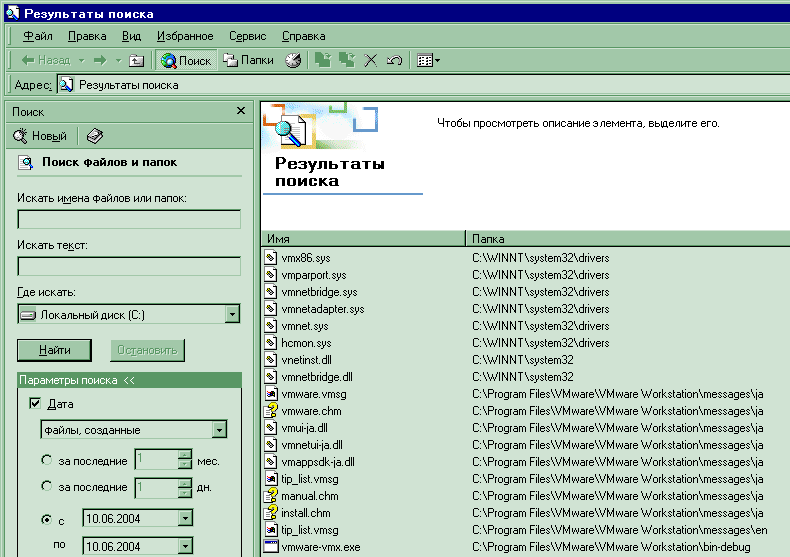 Результаты поиска
Файл Правка Вид Избранное Сервис Справка
Назад Поиск Папки
Адрес: Результаты поиска
Поиск
Новый
Поиск файлов и папок
Искать имена файлов или папок:
Искать текст:
Где искать:
Локальный диск (C:)
Найти Остановить
Параметры поиска <<
Дата
файлы, созданные
за последние 1 мес.
за последние 1 дн.
с 10.06.2004
по 10.06.2004
Результаты
поиска
Чтобы просмотреть описание элемента, выделите его.
Имя Папка
vmx86.sys C:\WINNT\system32\drivers
vmparport.sys C:\WINNT\system32\drivers
vmnetbridge.sys C:\WINNT\system32\drivers
vmnetadapter.sys C:\WINNT\system32\drivers
vmnet.sys C:\WINNT\system32\drivers
hcmon.sys C:\WINNT\system32\drivers
vnetinst.dll C:\WINNT\system32
vmnetbridge.dll C:\WINNT\system32
vmware.vmsg C:\Program Files\VMware\VMware Workstation\messages\ja
vmware.chm C:\Program Files\VMware\VMware Workstation\messages\ja
vmui-ja.dll C:\Program Files\VMware\VMware Workstation\messages\ja
vmnetui-ja.dll C:\Program Files\VMware\VMware Workstation\messages\ja
vmappsdk-ja.dll C:\Program Files\VMware\VMware Workstation\messages\ja
tip_list.vmsg C:\Program Files\VMware\VMware Workstation\messages\ja
manual.chm C:\Program Files\VMware\VMware Workstation\messages\ja
install.chm C:\Program Files\VMware\VMware Workstation\messages\ja
tip_list.vmsg C:\Program Files\VMware\VMware Workstation\messages\en
vmware-vmx.exe C:\Program Files\VMware\VMware Workstation\bin-debug